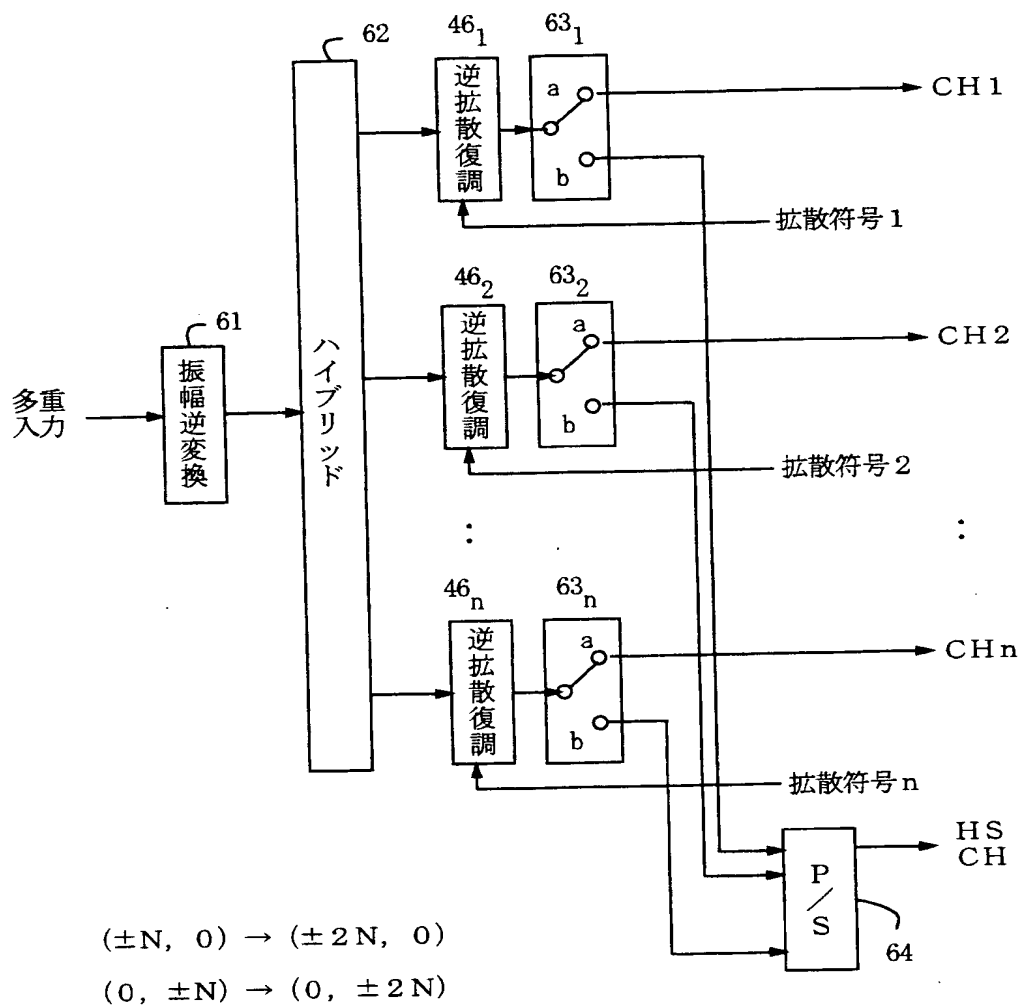 62
46₁
63₁
逆拡散復調
a
b
CH1
拡散符号1
46₂
63₂
逆拡散復調
a
b
CH2
拡散符号2
61
多重
入力
振幅逆変換
ハイブリッド
:
:
46ₙ
63ₙ
逆拡散復調
a
b
CHn
拡散符号n
HS
CH
P/S
64
(±N, 0) → (±2N, 0)
(0, ±N) → (0, ±2N)